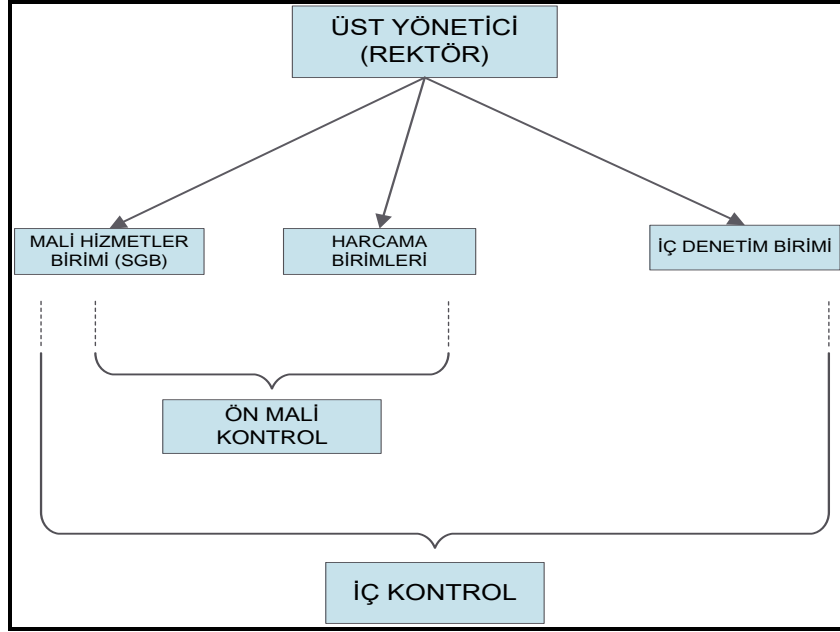 ÜST YÖNETİCİ
(REKTÖR)
MALİ HİZMETLER
BİRİMİ (SGB)
HARCAMA
BİRİMLERİ
İÇ DENETİM BİRİMİ
ÖN MALİ
KONTROL
İÇ KONTROL